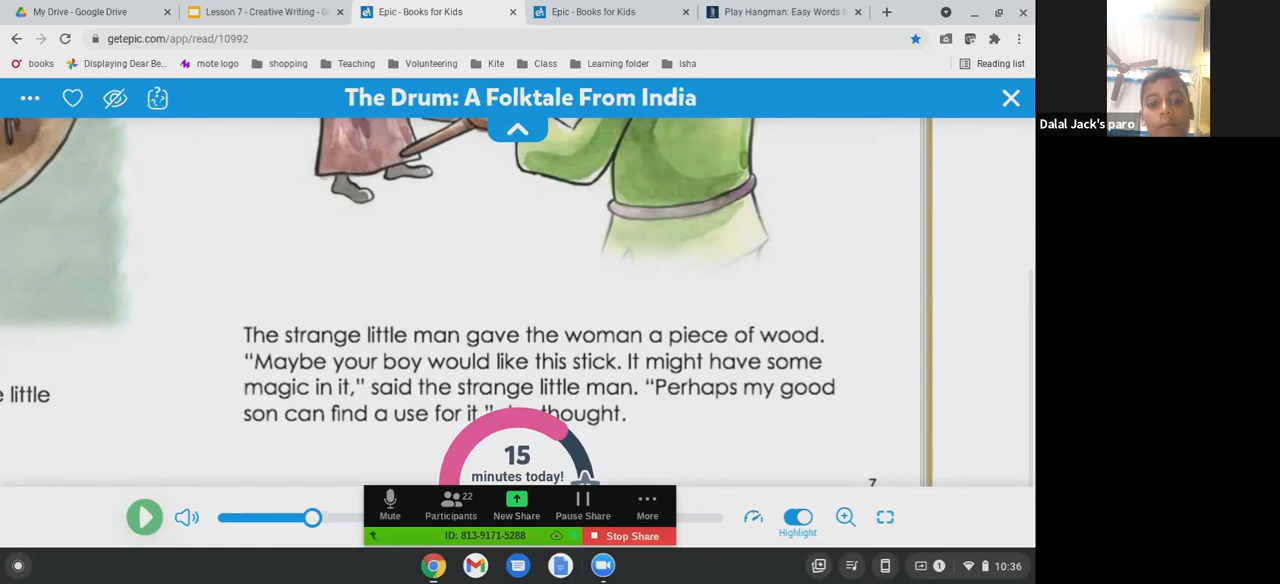 My Drive - Google Drive
Lesson 7 - Creative Writing - G
Epic - Books for Kids
Epic - Books for Kids
Play Hangman: Easy Words t
getepic.com/app/read/10992
books
Displaying Dear Be...
mote logo
shopping
Teaching
Volunteering
Kite
Class
Learning folder
Isha
Reading list
The Drum: A Folktale From India
Dalal Jack's paro
The strange little man gave the woman a piece of wood.
“Maybe your boy would like this stick. It might have some
magic in it,” said the strange little man. “Perhaps my good
son can find a use for it,” thought.
little
15
minutes today!
7
Mute
Participants
22
New Share
Pause Share
More
ID: 813-9171-5288
Stop Share
Highlight
1
10:36